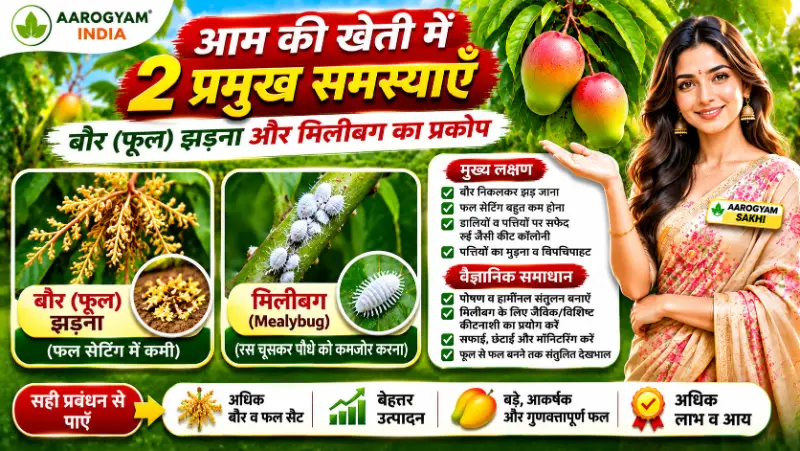 AAROGYAM®
INDIA
आम की खेती में
2 प्रमुख समस्याएँ
बौर (फूल) झड़ना और मिलीबग का प्रकोप
बौर (फूल)
झड़ना
(फल सेटिंग में कमी)
मिलीबग
(Mealybug)
(रस चूसकर पौधे को कमजोर करना)
मुख्य लक्षण
बौर निकलकर झड़ जाना
फल सेटिंग बहुत कम होना
डालियों व पत्तियों पर सफेद
रुई जैसी कीट कॉलोनी
पत्तियों का मुड़ना व चिपचिपाहट
वैज्ञानिक समाधान
पोषण व हार्मोनल संतुलन बनाएँ
मिलीबग के लिए जैविक/विशिष्ट
कीटनाशी का प्रयोग करें
सफाई, छंटाई और मॉनिटरिंग करें
फूल से फल बनने तक संतुलित देखभाल
AAROGYAM
SAKHI
सही प्रबंधन से
पाएँ
अधिक
बौर व फल सैट
बेहत्तर
उत्पादन
बड़े, आकर्षक
और गुणवत्तापूर्ण फल
अधिक
लाभ व आय